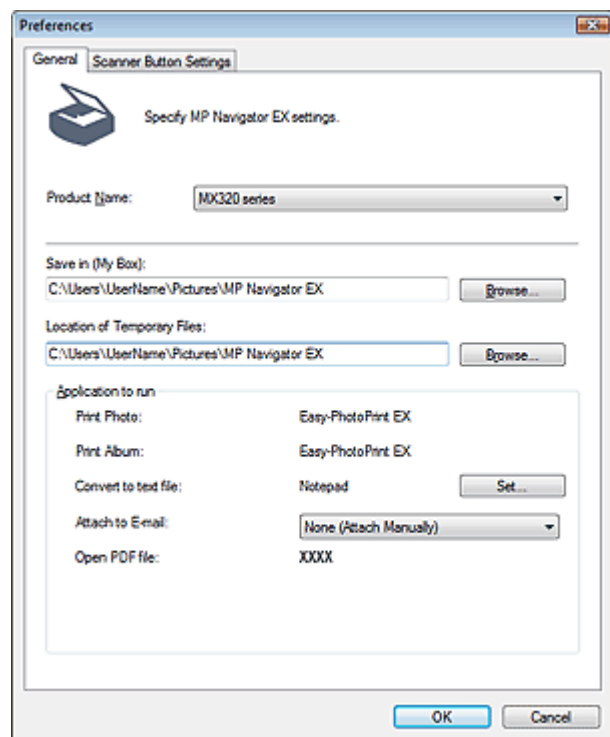 Preferences
General Scanner Button Settings
Specify MP Navigator EX settings.
Product Name: MX320 series
Save in (My Box):
C:\Users\UserName\Pictures\MP Navigator EX Browse...
Location of Temporary Files:
C:\Users\UserName\Pictures\MP Navigator EX Browse...
Application to run
Print Photo: Easy-PhotoPrint EX
Print Album: Easy-PhotoPrint EX
Convert to text file: Notepad Set...
Attach to E-mail: None (Attach Manually)
Open PDF file: XXXX
OK Cancel